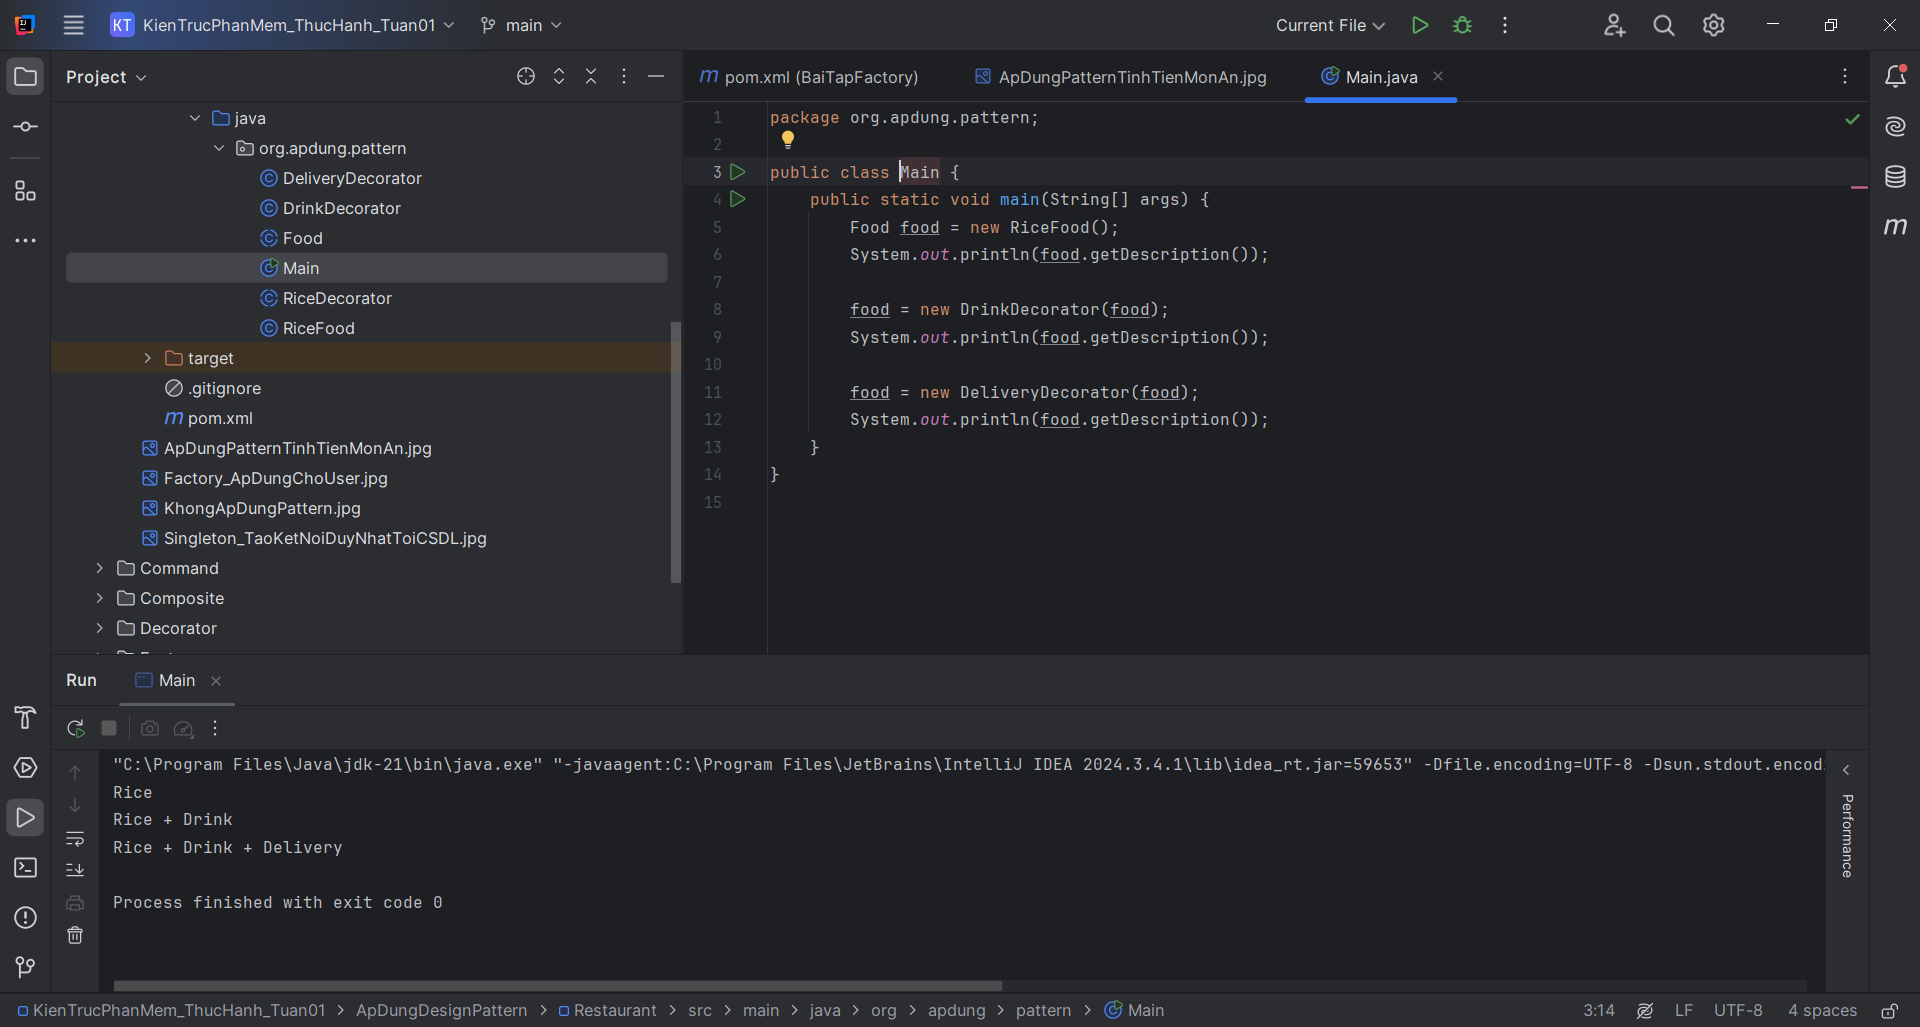 KT KienTrucPhanMem_ThucHanh_Tuan01 main Current File
Project
java
org.apdung.pattern
DeliveryDecorator
DrinkDecorator
Food
Main
RiceDecorator
RiceFood
target
.gitignore
pom.xml
ApDungPatternTinhTienMonAn.jpg
Factory_ApDungChoUser.jpg
KhongApDungPattern.jpg
Singleton_TaoKetNoiDuyNhatToiCSDL.jpg
Command
Composite
Decorator
pom.xml (BaiTapFactory) ApDungPatternTinhTienMonAn.jpg Main.java
1 package org.apdung.pattern;
2
3 public class Main {
4 public static void main(String[] args) {
5 Food food = new RiceFood();
6 System.out.println(food.getDescription());
7
8 food = new DrinkDecorator(food);
9 System.out.println(food.getDescription());
10
11 food = new DeliveryDecorator(food);
12 System.out.println(food.getDescription());
13 }
14 }
15
Run Main
"C:\Program Files\Java\jdk-21\bin\java.exe" "-javaagent:C:\Program Files\JetBrains\IntelliJ IDEA 2024.3.4.1\lib\idea_rt.jar=59653" -Dfile.encoding=UTF-8 -Dsun.stdout.encodi
Rice
Rice + Drink
Rice + Drink + Delivery
Process finished with exit code 0
Performance
KienTrucPhanMem_ThucHanh_Tuan01 > ApDungDesignPattern > Restaurant > src > main > java > org > apdung > pattern > Main 3:14 LF UTF-8 4 spaces